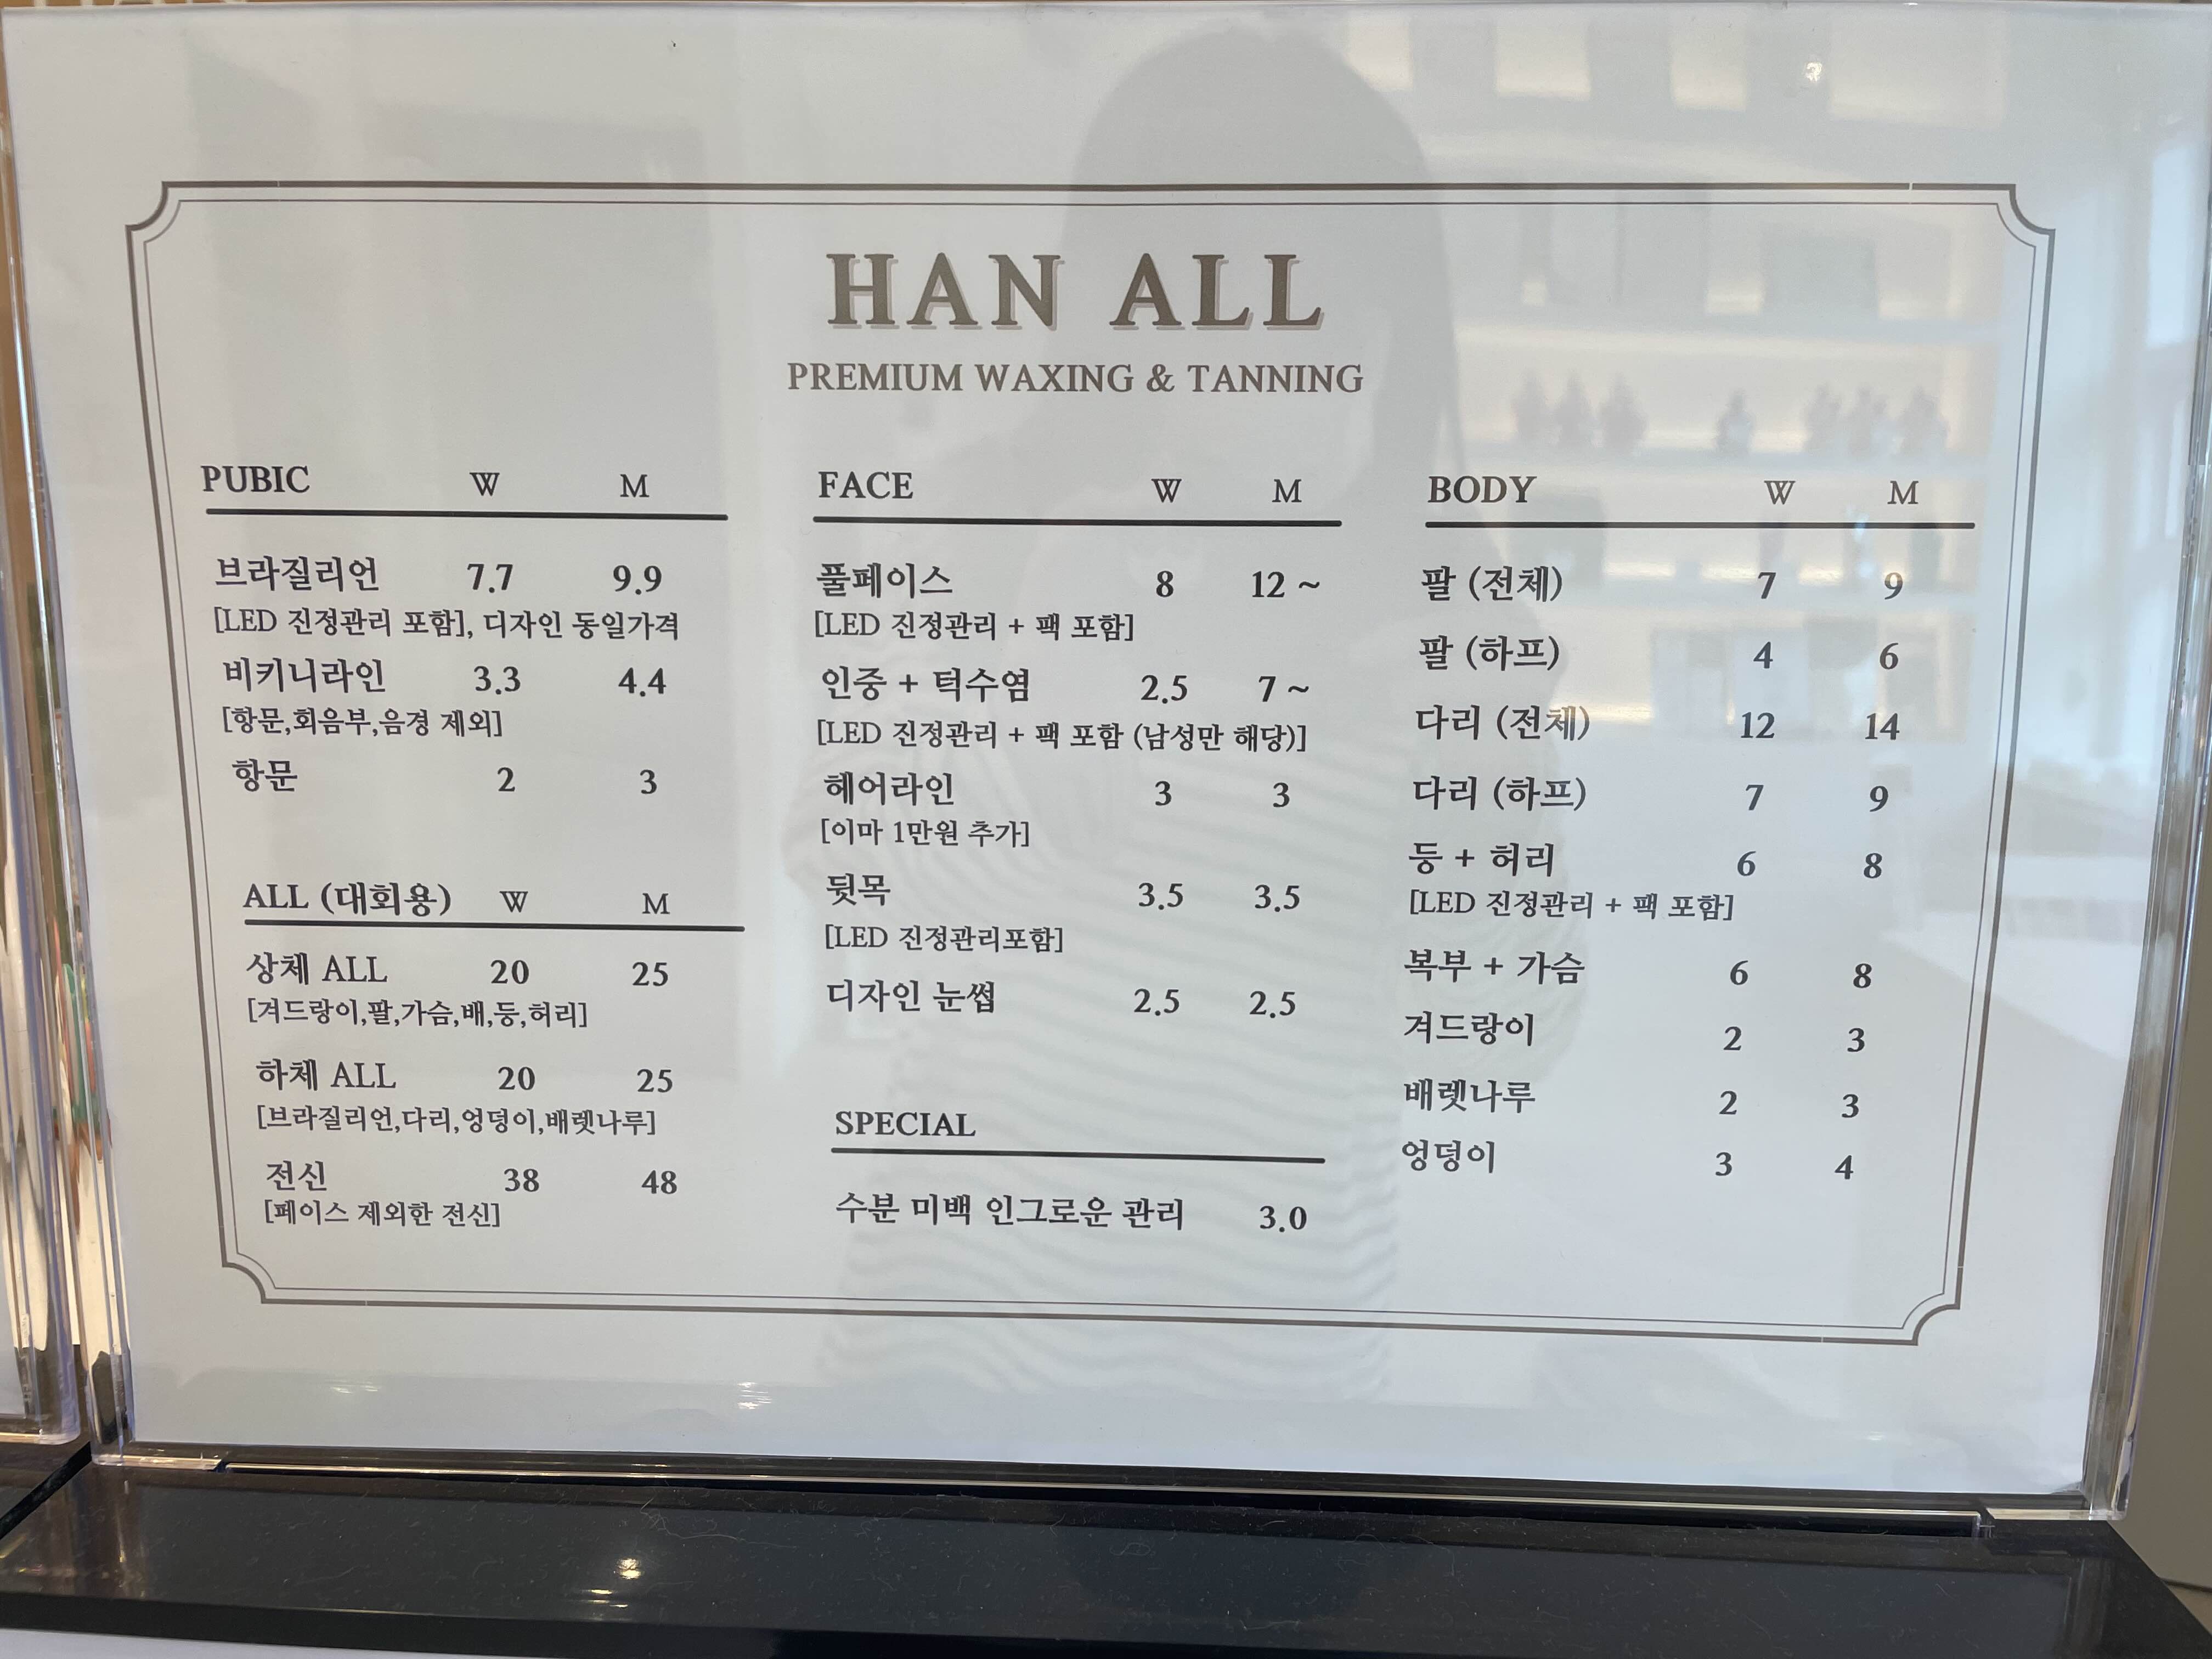 HAN ALL
PREMIUM WAXING & TANNING
PUBIC W M
브라질리언 7.7 9.9
[LED 진정관리 포함], 디자인 동일가격
비키니라인 3.3 4.4
[항문,회음부,음경 제외]
항문 2 3
ALL (대회용) W M
상체 ALL 20 25
[겨드랑이,팔,가슴,배,등,허리]
하체 ALL 20 25
[브라질리언,다리,엉덩이,배렛나루]
전신 38 48
[페이스 제외한 전신]
FACE W M
풀페이스 8 12 ~
[LED 진정관리 + 팩 포함]
인중 + 턱수염 2.5 7 ~
[LED 진정관리 + 팩 포함 (남성만 해당)]
헤어라인 3 3
[이마 1만원 추가]
뒷목 3.5 3.5
[LED 진정관리포함]
디자인 눈썹 2.5 2.5
SPECIAL
수분 미백 인그로운 관리 3.0
BODY W M
팔 (전체) 7 9
팔 (하프) 4 6
다리 (전체) 12 14
다리 (하프) 7 9
등 + 허리 6 8
[LED 진정관리 + 팩 포함]
복부 + 가슴 6 8
겨드랑이 2 3
배렛나루 2 3
엉덩이 3 4